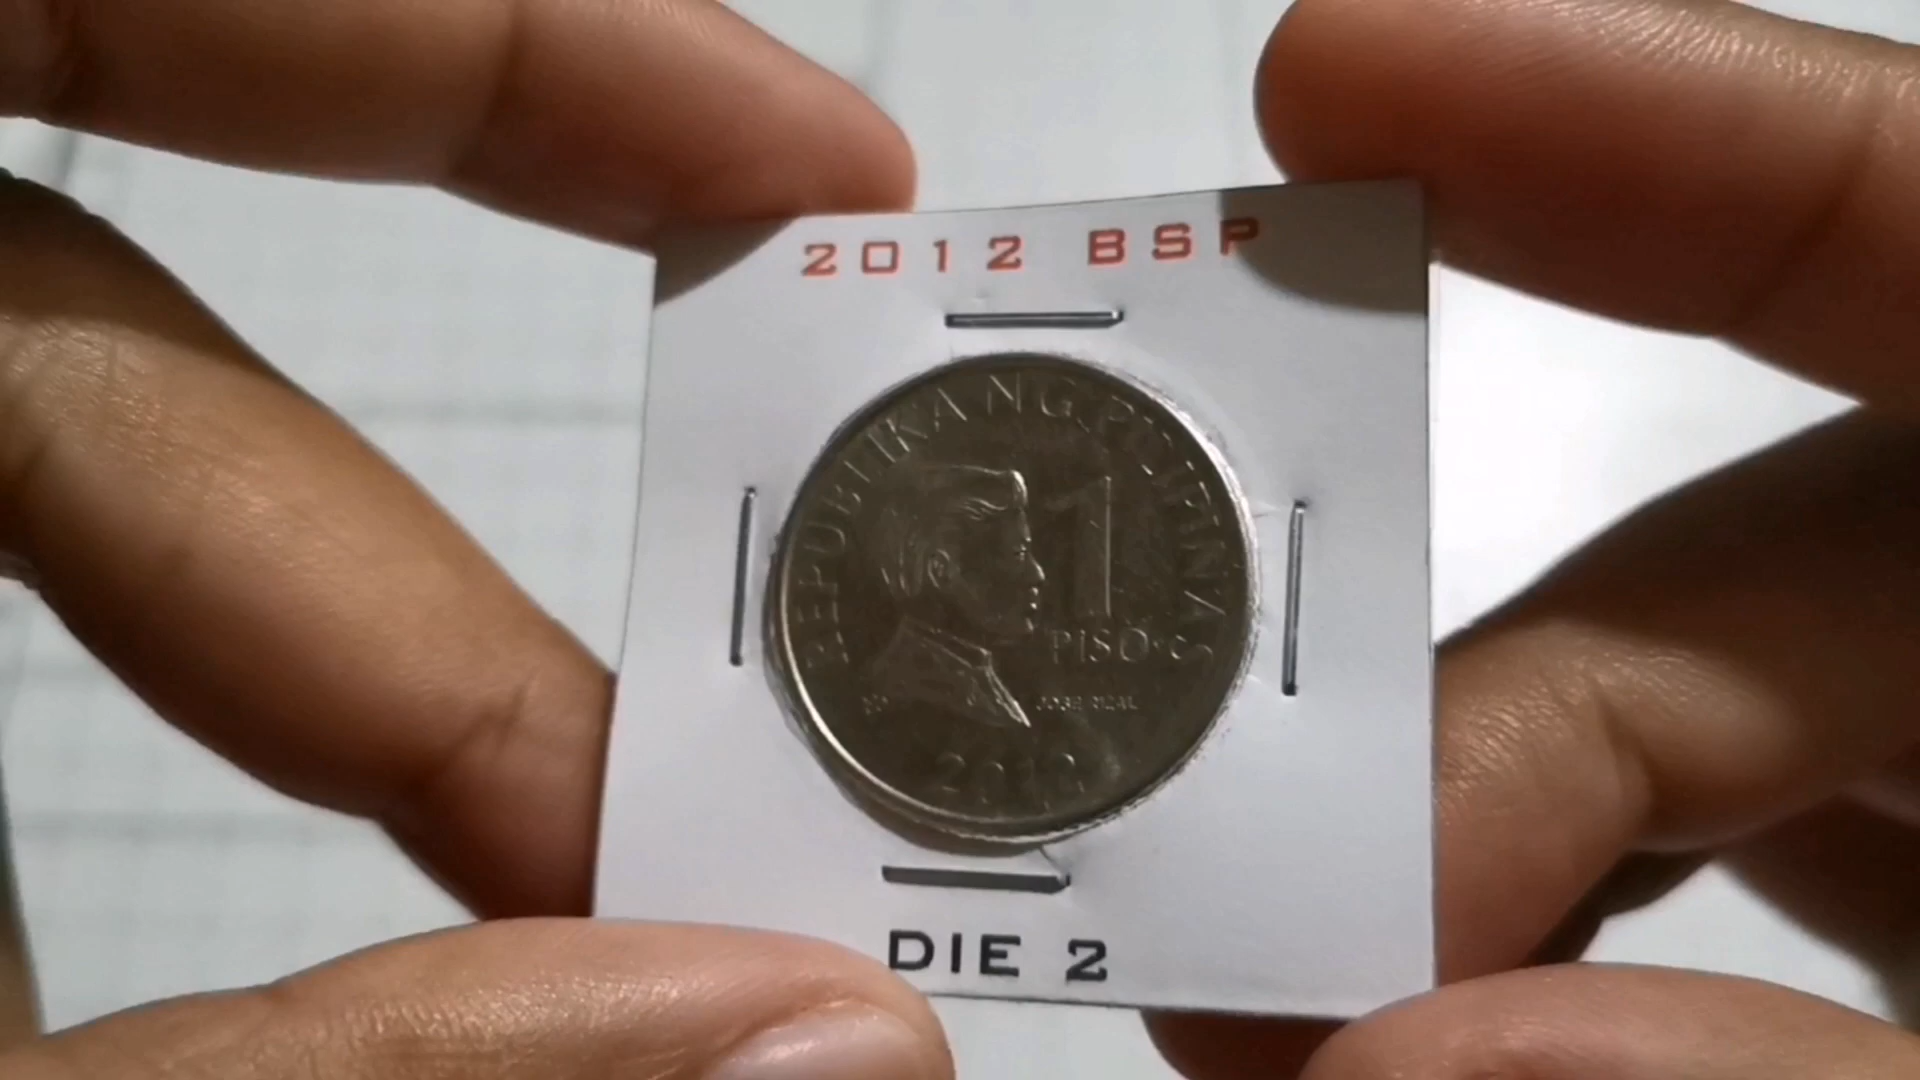 2012 BSP
REPUBLIKA NG PILIPINAS
1
PISO
JOSE RIZAL
2012
DIE 2